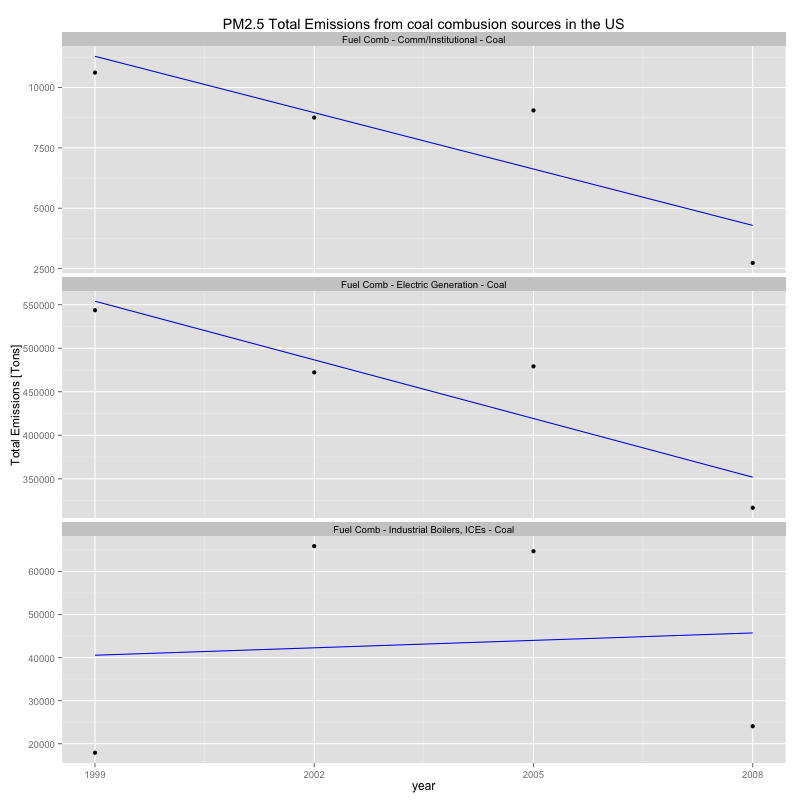 PM2.5 Total Emissions from coal combusion sources in the US
Fuel Comb - Comm/Institutional - Coal
10000
7500
5000
2500
Fuel Comb - Electric Generation - Coal
550000
500000
450000
400000
350000
Total Emissions [Tons]
Fuel Comb - Industrial Boilers, ICEs - Coal
60000
50000
40000
30000
20000
1999 2002 2005 2008
year